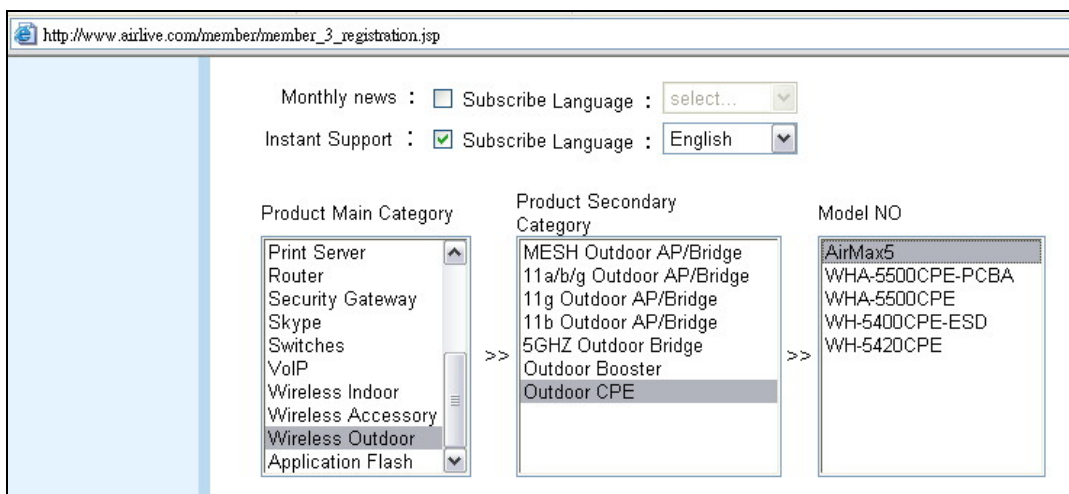 http://www.airlive.com/member/member_3_registration.jsp
Monthly news : Subscribe Language : select...
Instant Support : Subscribe Language : English
Product Main Category
Print Server
Router
Security Gateway
Skype
Switches
VoIP
Wireless Indoor
Wireless Accessory
Wireless Outdoor
Application Flash
>>
Product Secondary
Category
MESH Outdoor AP/Bridge
11a/b/g Outdoor AP/Bridge
11g Outdoor AP/Bridge
11b Outdoor AP/Bridge
5GHZ Outdoor Bridge
Outdoor Booster
Outdoor CPE
>>
Model NO
AirMax5
WHA-5500CPE-PCBA
WHA-5500CPE
WH-5400CPE-ESD
WH-5420CPE